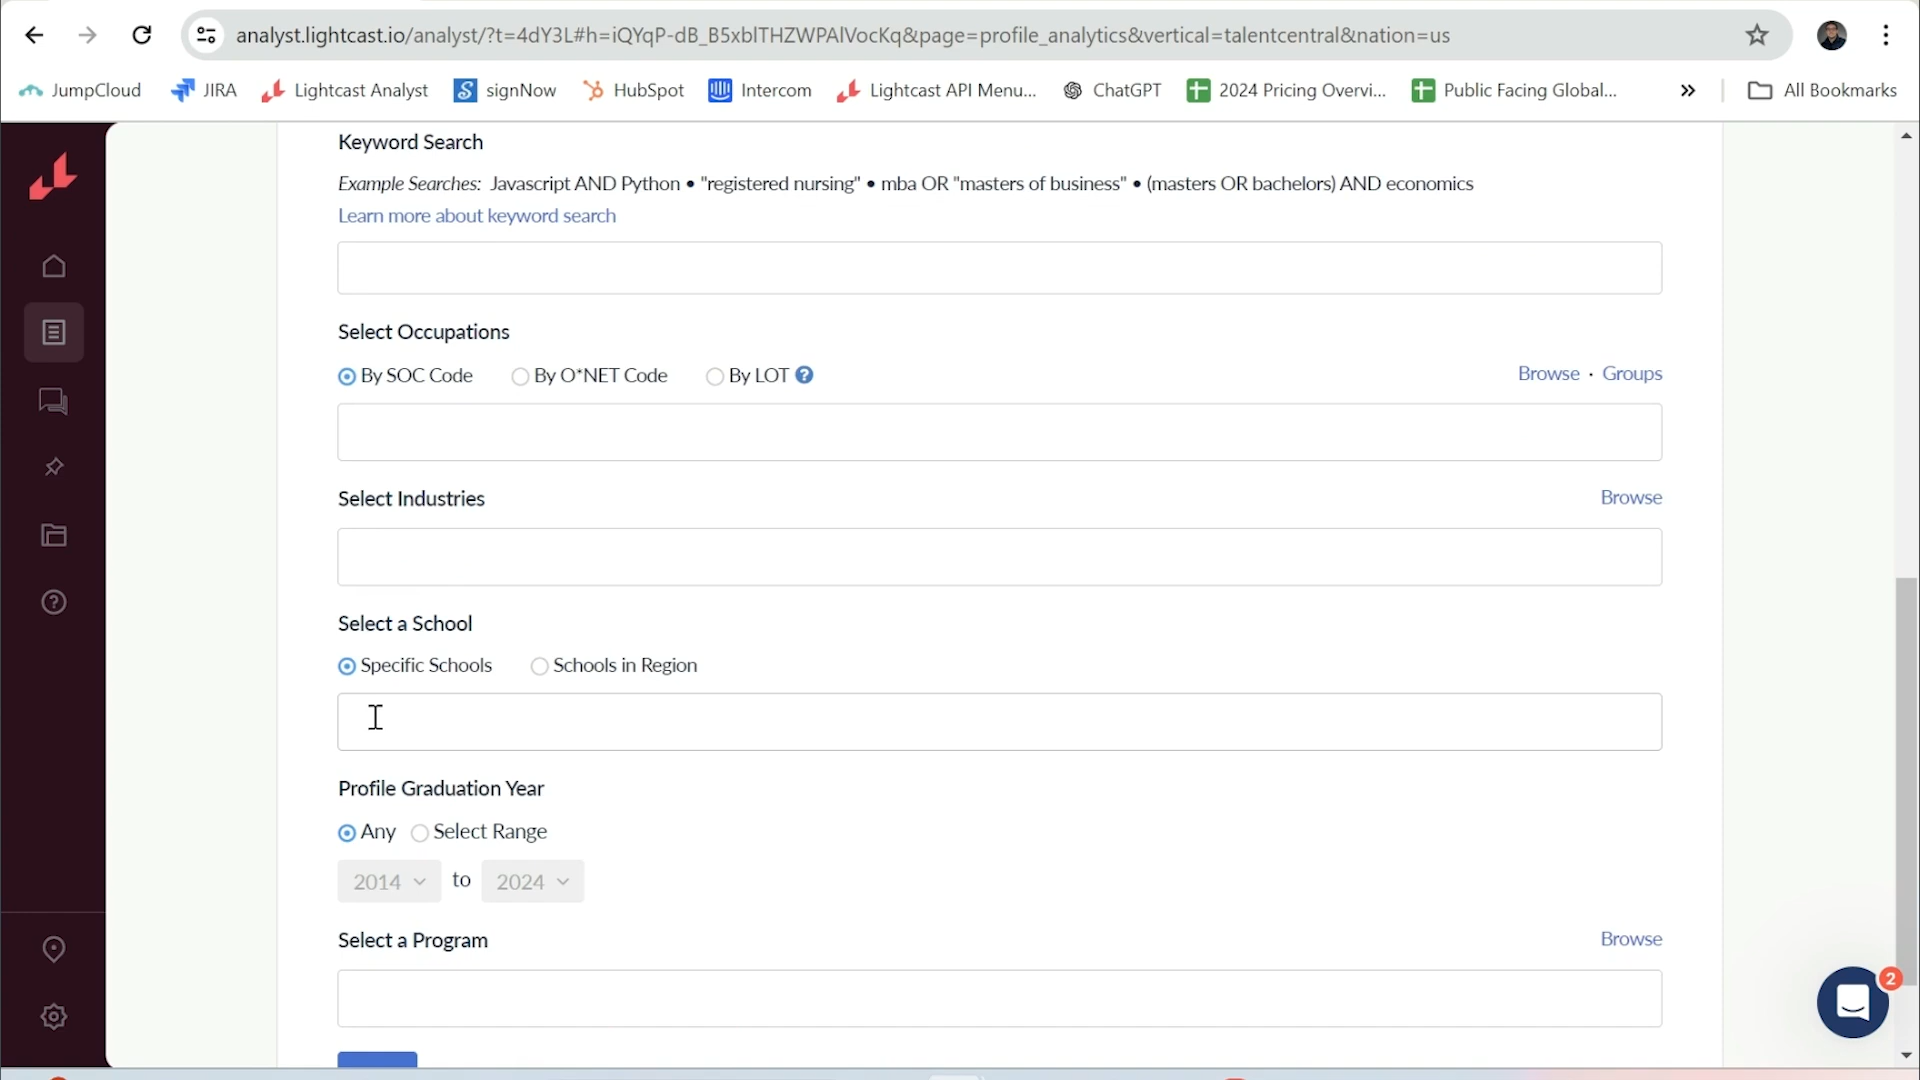 analyst.lightcast.io/analyst/?t=4dY3L#h=iQYqP-dB_B5xblTHZWPAlVocKq&page=profile_analytics&vertical=talentcentral&nation=us
JumpCloud JIRA Lightcast Analyst signNow HubSpot Intercom Lightcast API Menu... ChatGPT 2024 Pricing Overvi... Public Facing Global... » All Bookmarks
Keyword Search
Example Searches: Javascript AND Python • "registered nursing" • mba OR "masters of business" • (masters OR bachelors) AND economics
Learn more about keyword search
Select Occupations
By SOC Code By O*NET Code By LOT ? Browse · Groups
Select Industries Browse
Select a School
Specific Schools Schools in Region
Profile Graduation Year
Any Select Range
2014 to 2024
Select a Program Browse
2